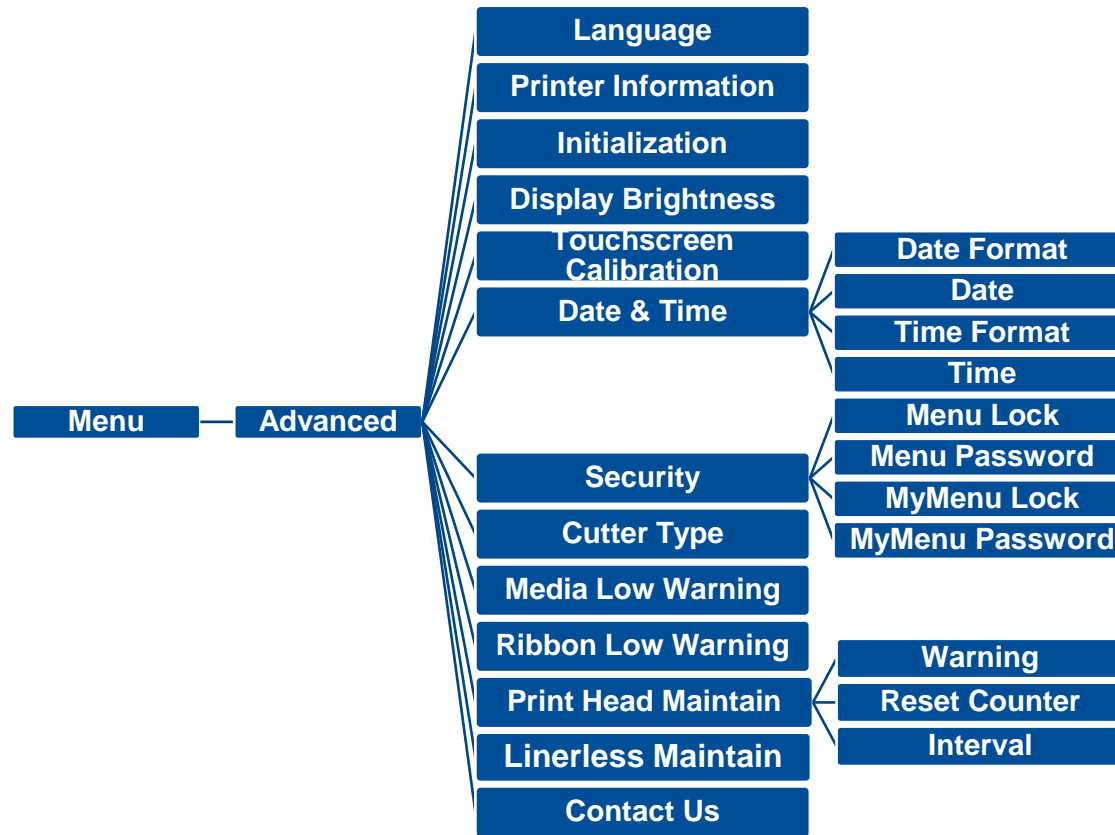 Language
Printer Information
Initialization
Display Brightness
Touchscreen
Calibration
Date & Time
Date Format
Date
Time Format
Time
Menu
Advanced
Security
Menu Lock
Menu Password
MyMenu Lock
MyMenu Password
Cutter Type
Media Low Warning
Ribbon Low Warning
Print Head Maintain
Warning
Reset Counter
Interval
Linerless Maintain
Contact Us